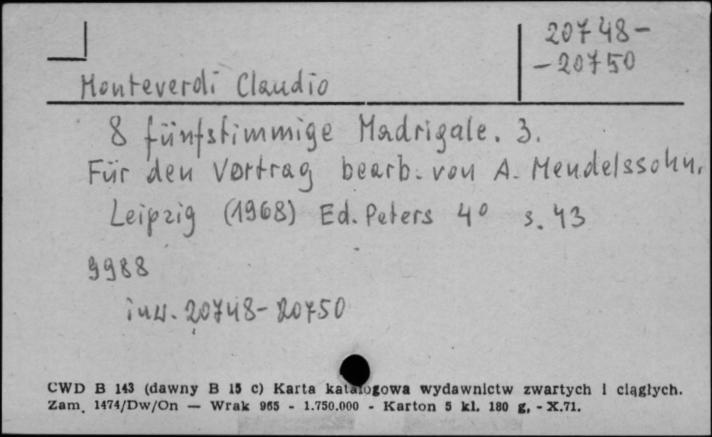 20748-
-20750
Monteverdi Claudio
8 fünfstimmige Madrigale. 3.
Für den Vortrag bearb. von A. Mendelssohn.
Leipzig (1968) Ed. Peters 4° s. 43
9988
inw. 20748-20750
CWD B 143 (dawny B 15 c) Karta katalogowa wydawnictw zwartych i ciągłych.
Zam. 1474/Dw/On — Wrak 965 - 1.750.000 - Karton 5 kl. 180 g, - X.71.